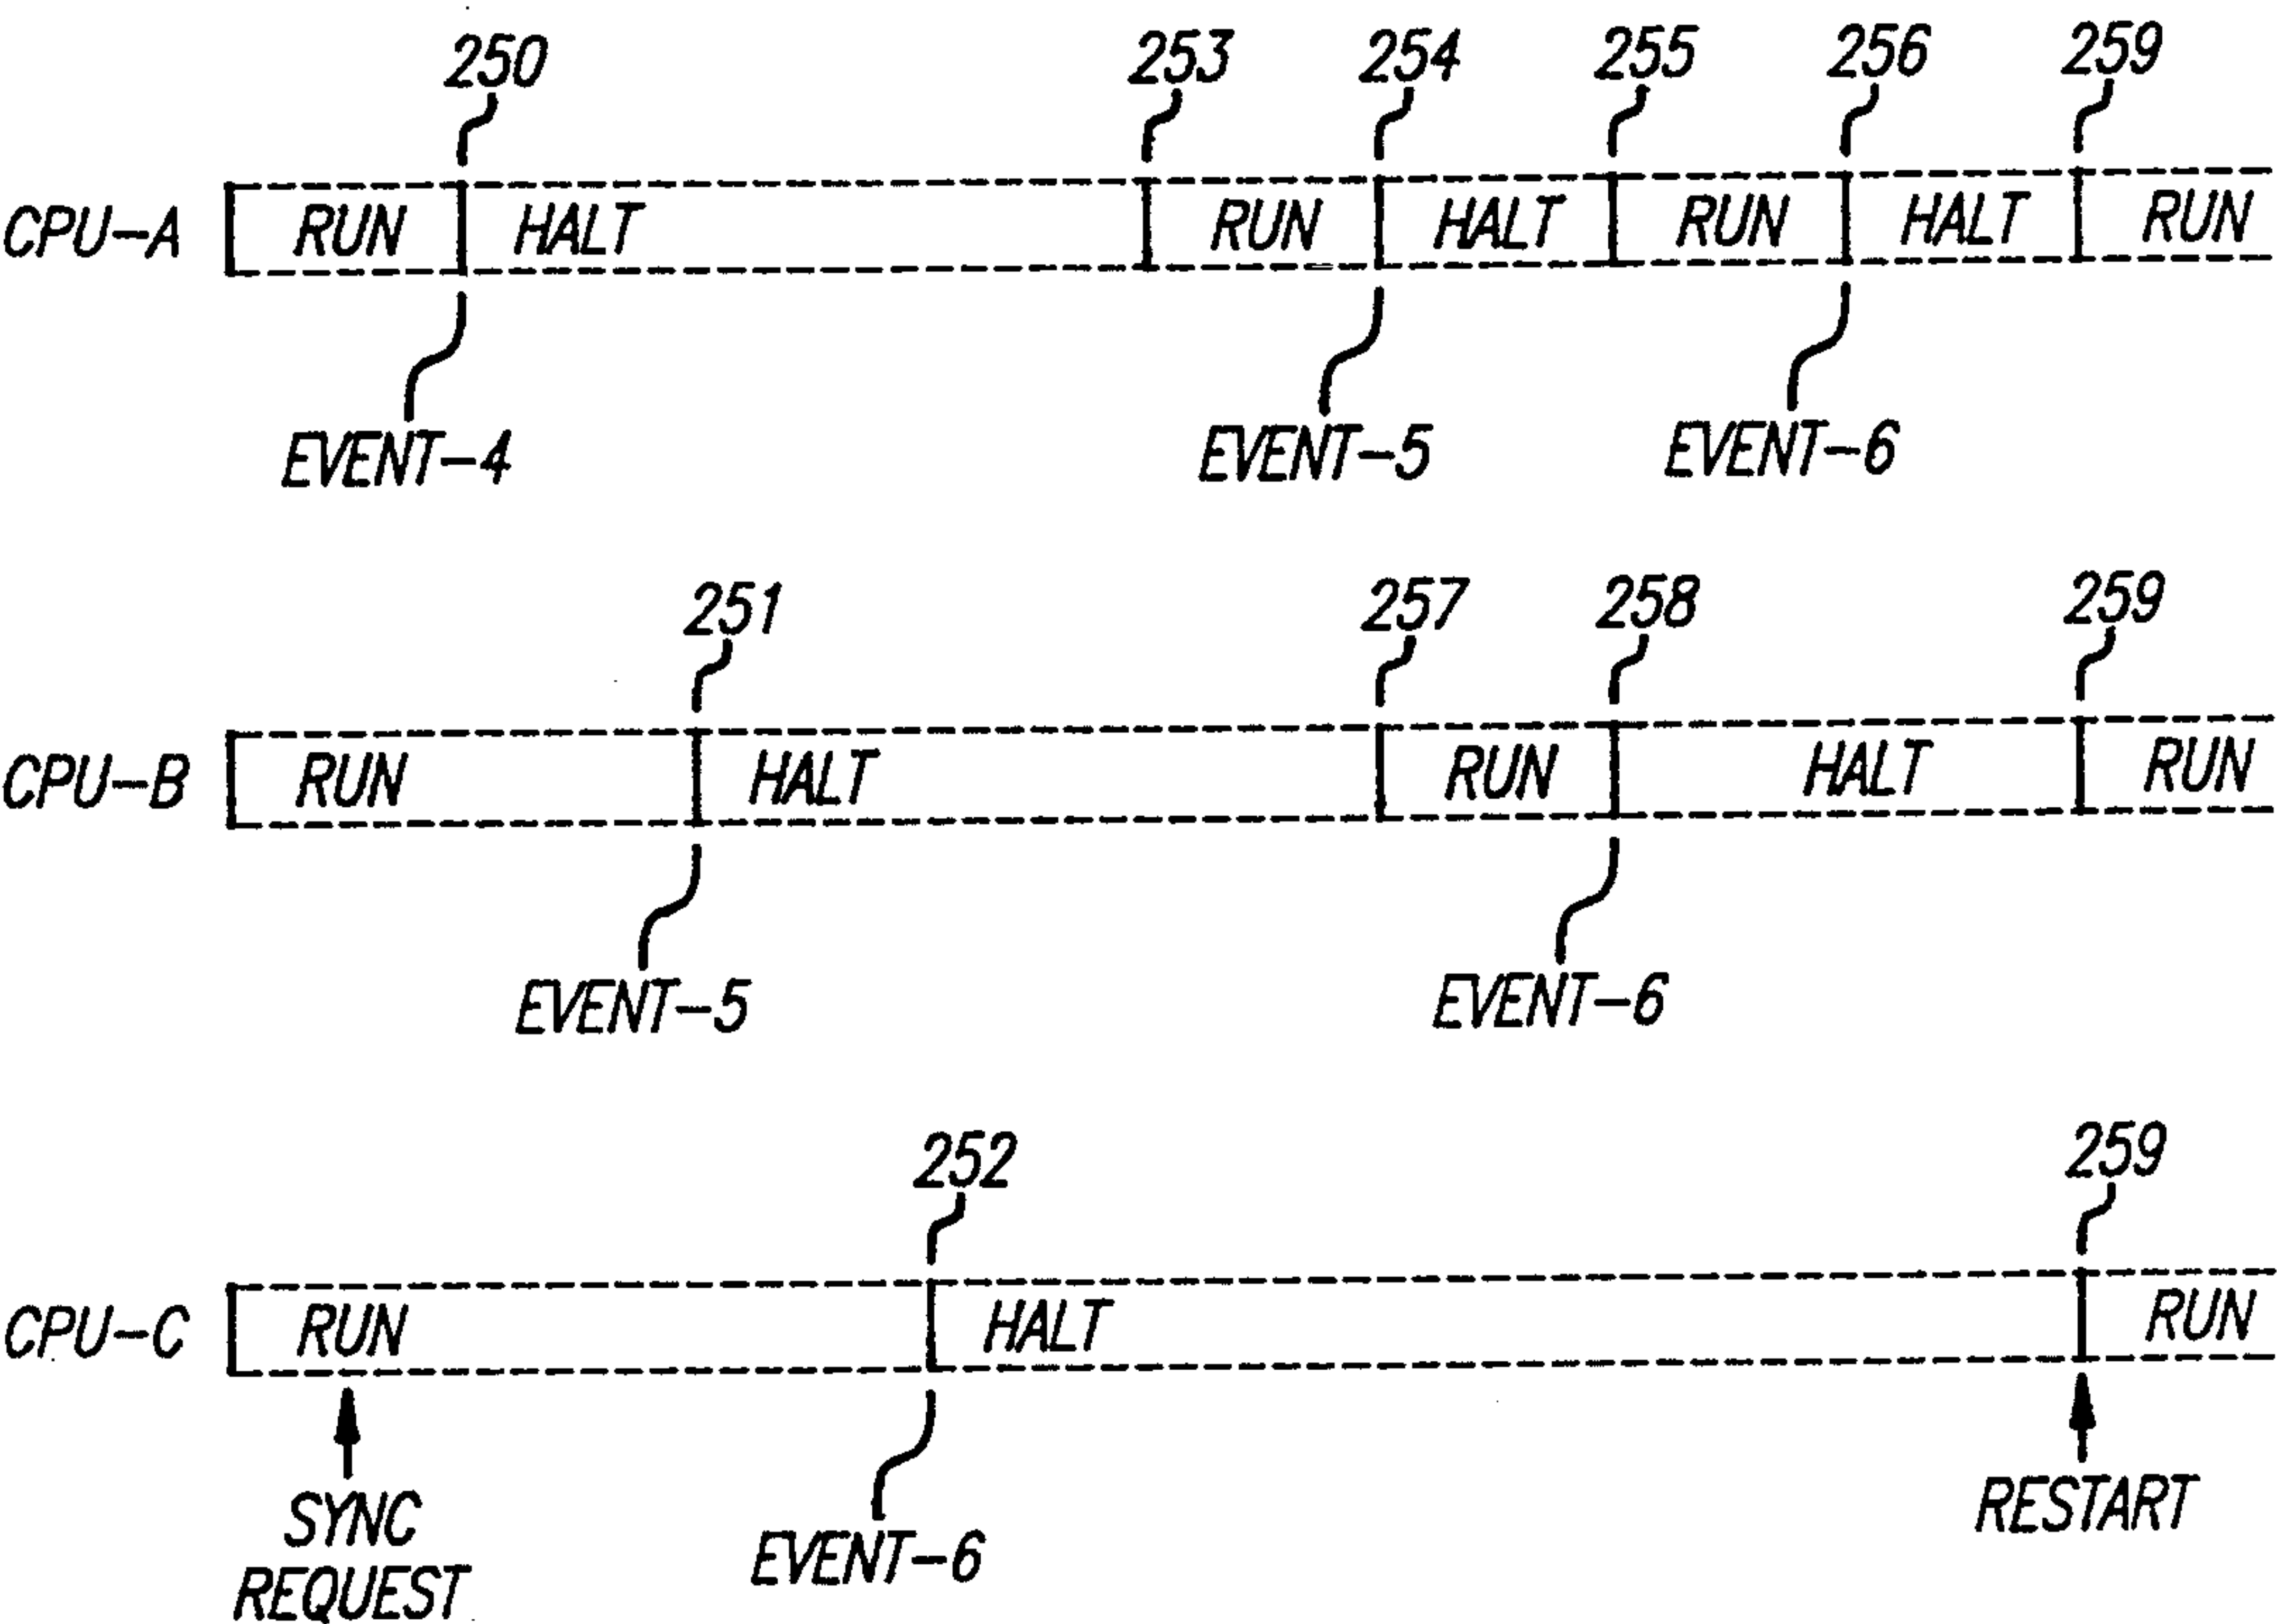 250 253 254 255 256 259
CPU-A RUN HALT RUN HALT RUN HALT RUN
EVENT-4 EVENT-5 EVENT-6
251 257 258 259
CPU-B RUN HALT RUN HALT RUN
EVENT-5 EVENT-6
252 259
CPU-C RUN HALT RUN
SYNC
REQUEST
EVENT-6
RESTART